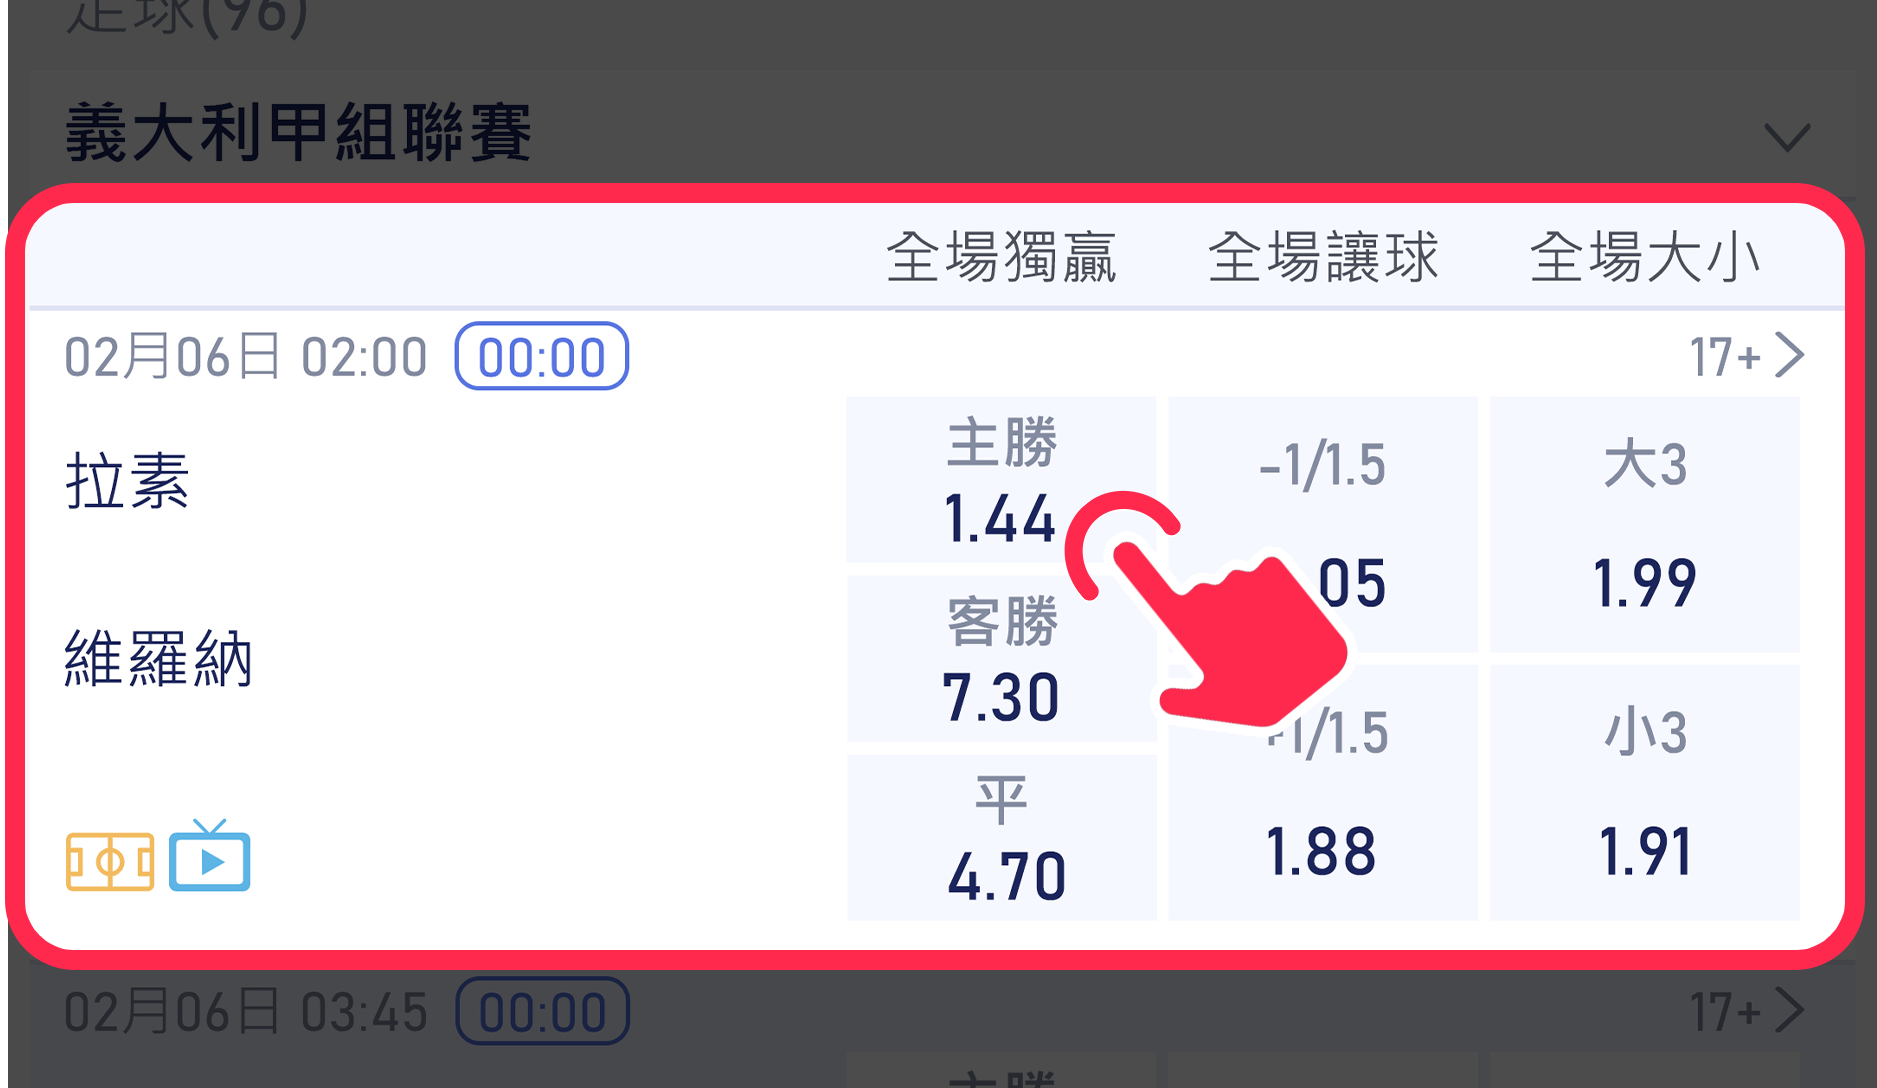 足球(96)
義大利甲組聯賽
全場獨贏 全場讓球 全場大小
02月06日 02:00 00:00 17+
拉素
維羅納
主勝
1.44
客勝
7.30
平
4.70
-1/1.5
05
1/1.5
1.88
大3
1.99
小3
1.91
02月06日 03:45 00:00 17+
主勝